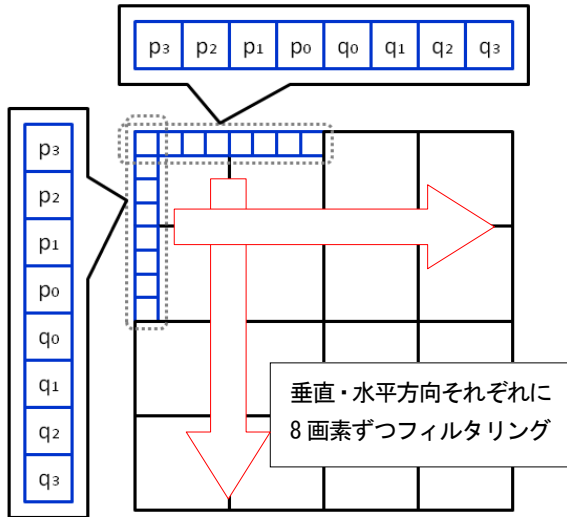 p3 p2 p1 p0 q0 q1 q2 q3
p3
p2
p1
p0
q0
q1
q2
q3
垂直・水平方向それぞれに
8画素ずつフィルタリング